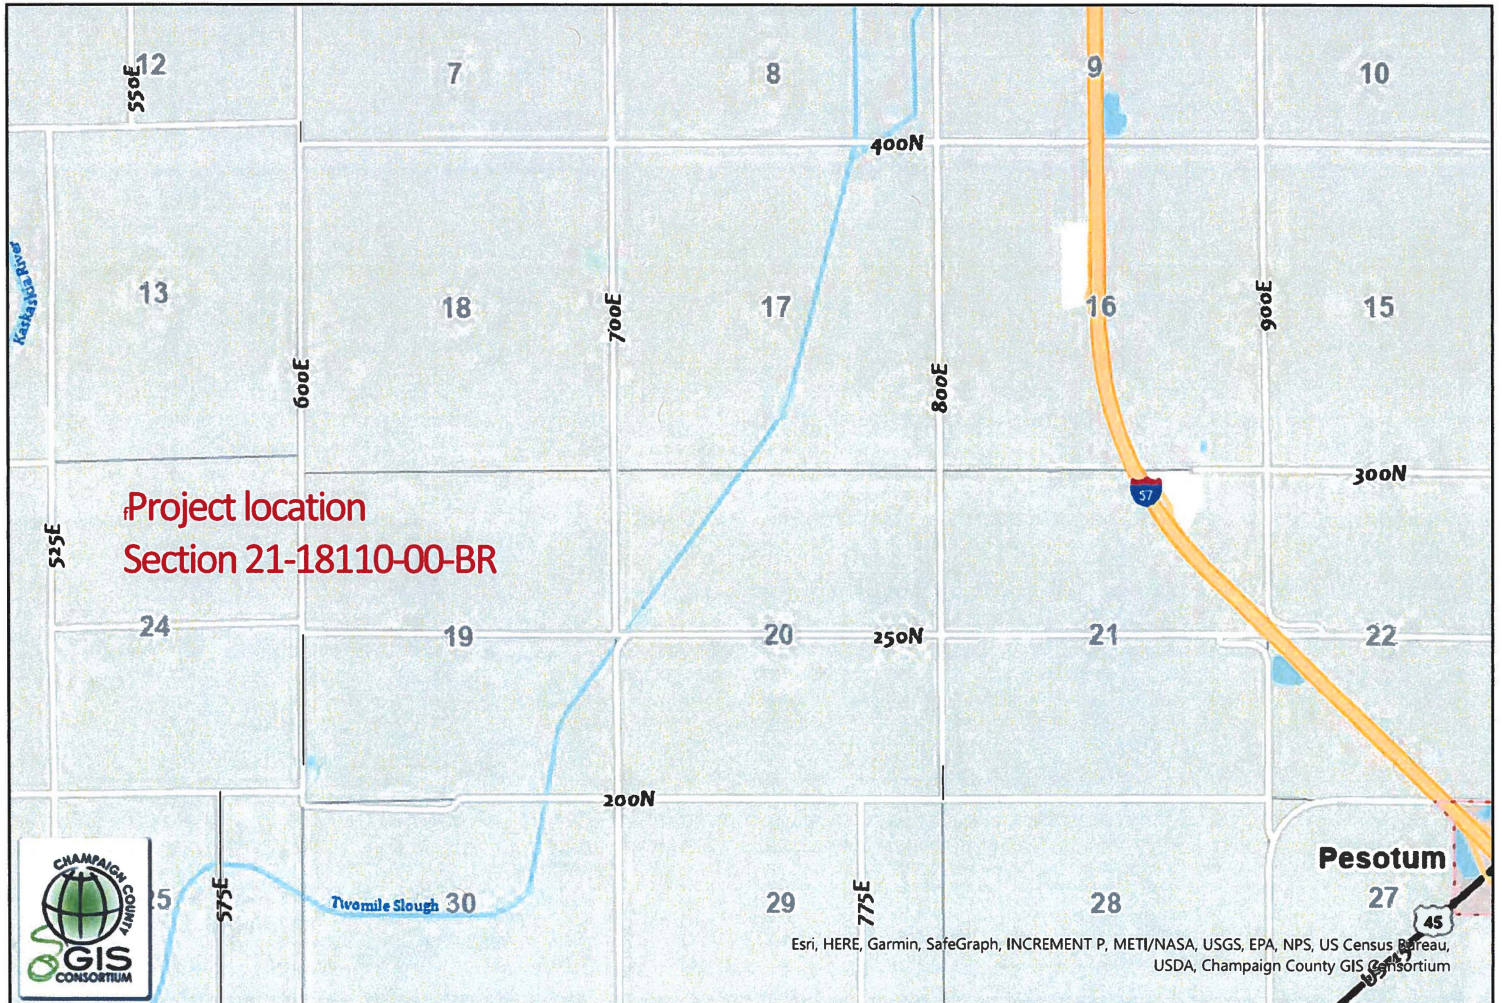 12
7
8
9
10
550E
400N
Kaskaskia River
13
18
700E
17
16
900E
15
600E
800E
300N
57
Project location
Section 21-18110-00-BR
525E
24
19
20
250N
21
22
200N
Pesotum
CHAMPAIGN COUNTY
GIS
CONSORTIUM
25
575E
Twomile Slough
30
29
775E
28
27
45
Esri, HERE, Garmin, SafeGraph, INCREMENT P, METI/NASA, USGS, EPA, NPS, US Census Bureau,
USDA, Champaign County GIS Consortium